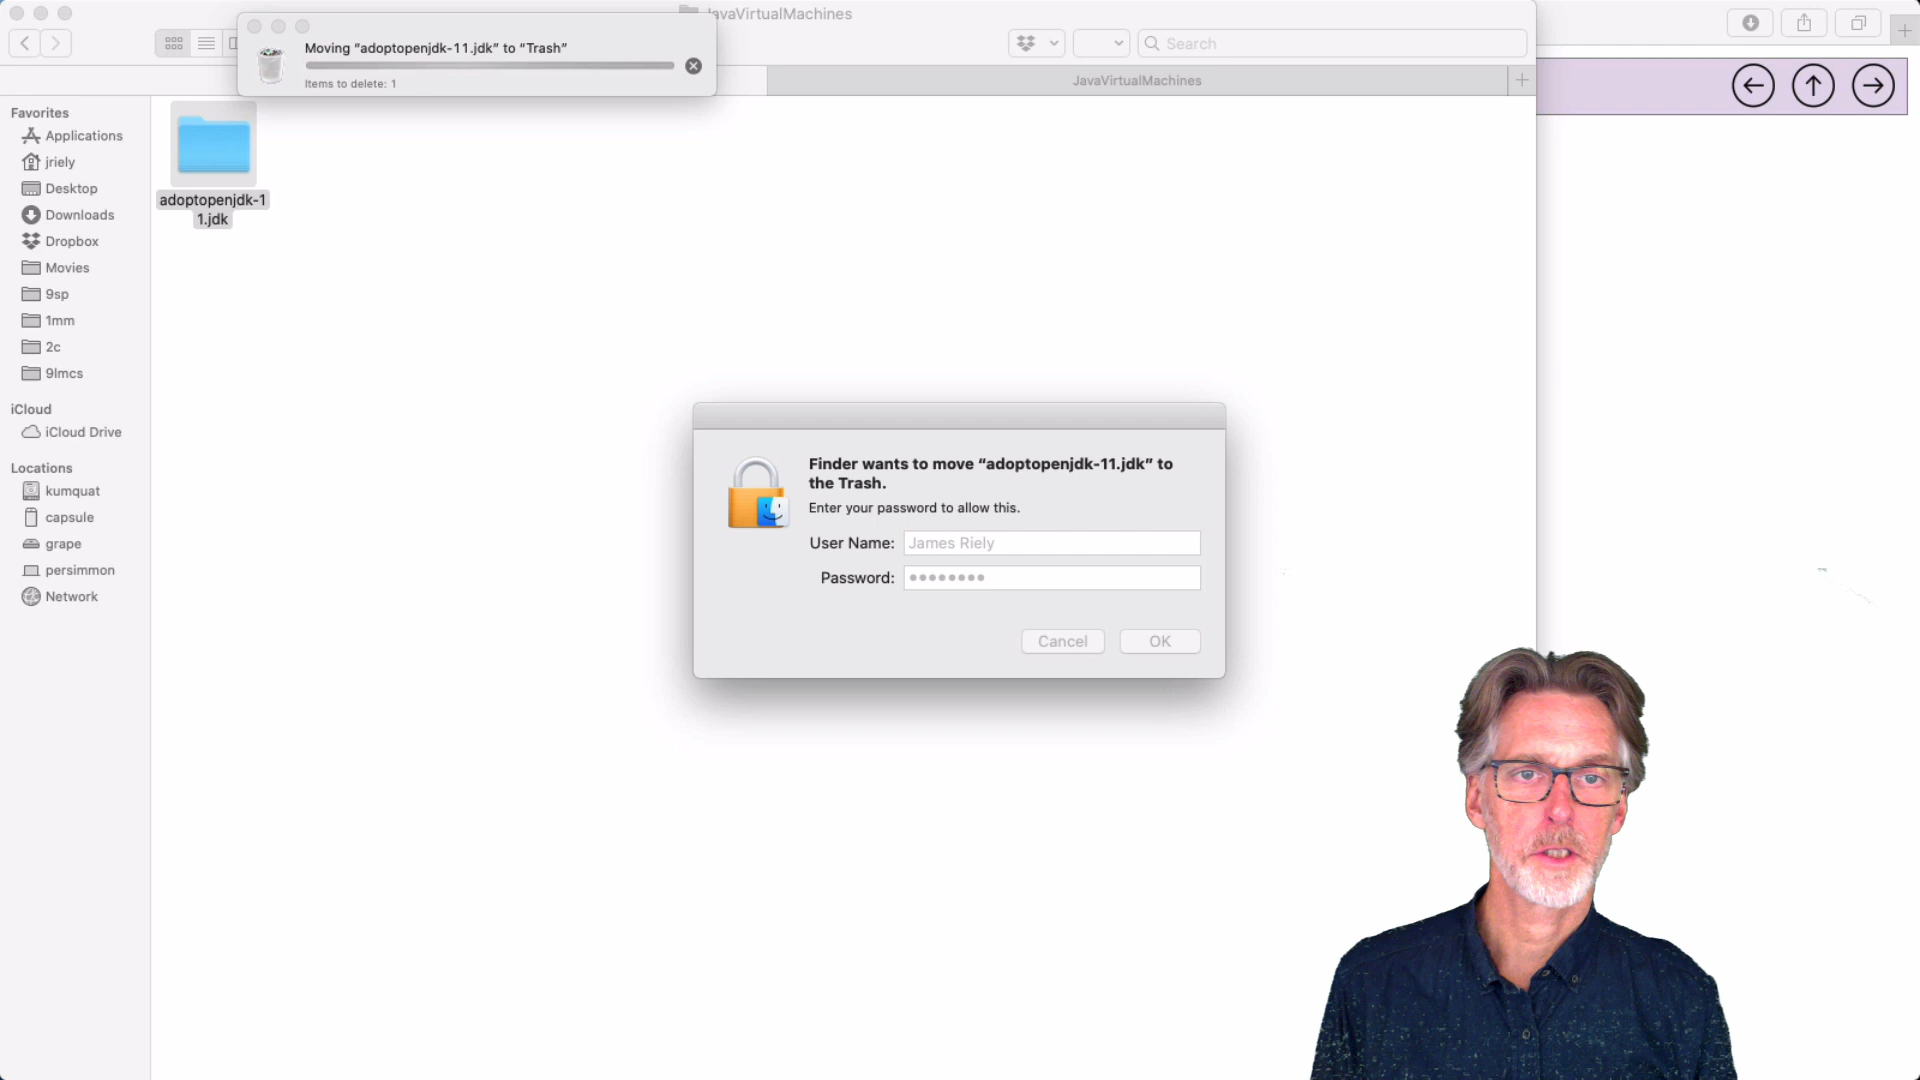 JavaVirtualMachines
Moving “adoptopenjdk-11.jdk” to “Trash”
Items to delete: 1
Search
JavaVirtualMachines
Favorites
Applications
jriely
Desktop
Downloads
Dropbox
Movies
9sp
1mm
2c
9lmcs
iCloud
iCloud Drive
Locations
kumquat
capsule
grape
persimmon
Network
adoptopenjdk-1
1.jdk
Finder wants to move “adoptopenjdk-11.jdk” to
the Trash.
Enter your password to allow this.
User Name: James Riely
Password: ••••••••
Cancel OK